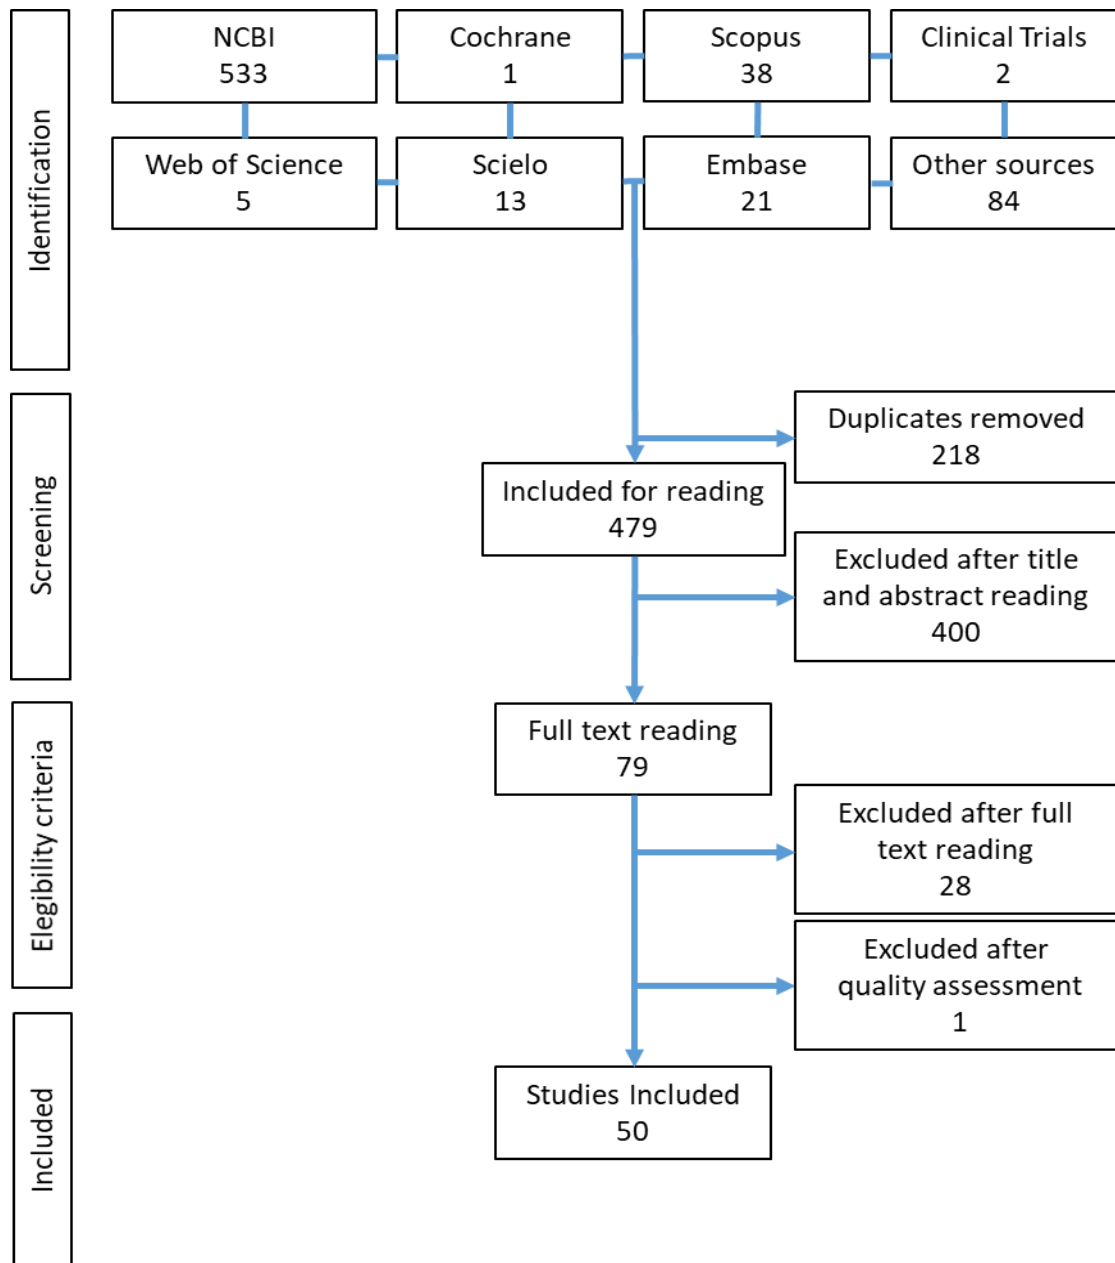 Identification
NCBI
533
Cochrane
1
Scopus
38
Clinical Trials
2
Web of Science
5
Scielo
13
Embase
21
Other sources
84
Screening
Duplicates removed
218
Included for reading
479
Excluded after title
and abstract reading
400
Elegibility criteria
Full text reading
79
Excluded after full
text reading
28
Excluded after
quality assessment
1
Included
Studies Included
50